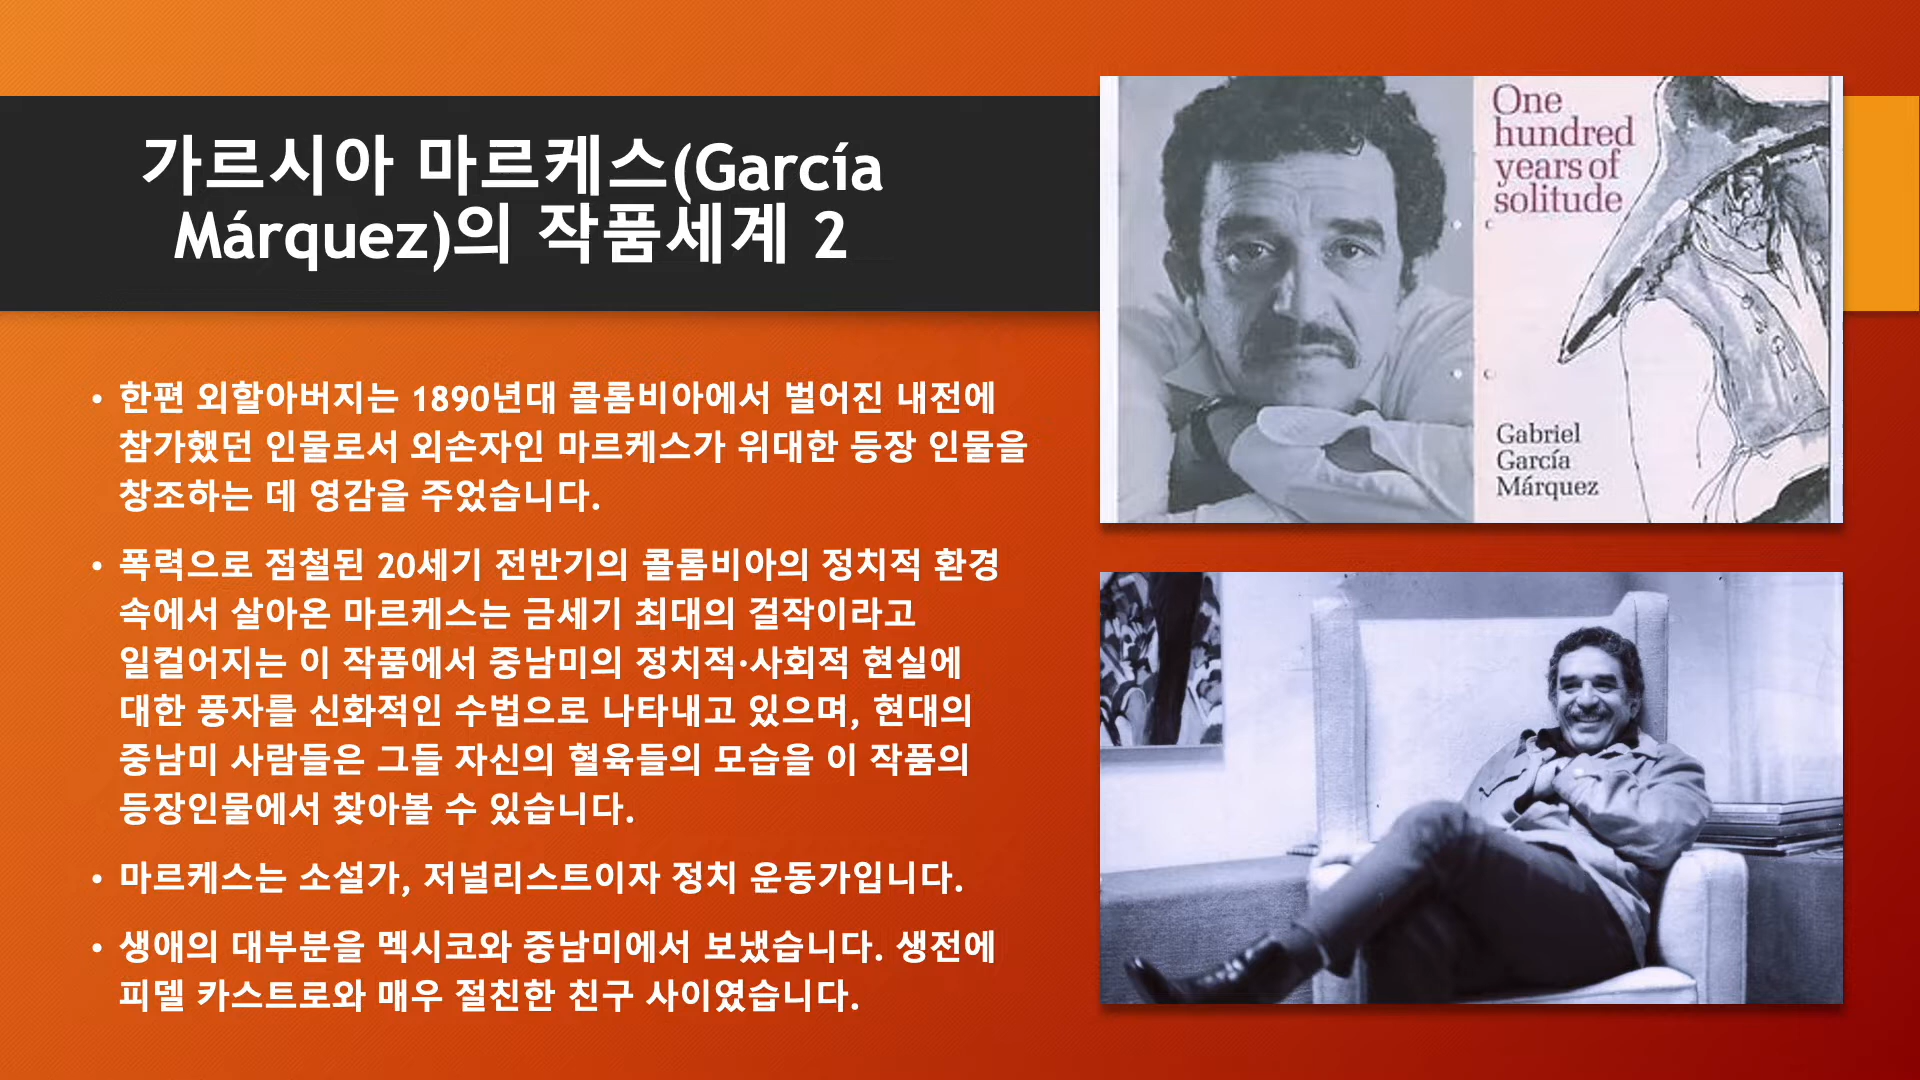 가르시아 마르케스(García
Márquez)의 작품세계 2
• 한편 외할아버지는 1890년대 콜롬비아에서 벌어진 내전에
참가했던 인물로서 외손자인 마르케스가 위대한 등장 인물을
창조하는 데 영감을 주었습니다.
• 폭력으로 점철된 20세기 전반기의 콜롬비아의 정치적 환경
속에서 살아온 마르케스는 금세기 최대의 걸작이라고
일컬어지는 이 작품에서 중남미의 정치적·사회적 현실에
대한 풍자를 신화적인 수법으로 나타내고 있으며, 현대의
중남미 사람들은 그들 자신의 혈육들의 모습을 이 작품의
등장인물에서 찾아볼 수 있습니다.
• 마르케스는 소설가, 저널리스트이자 정치 운동가입니다.
• 생애의 대부분을 멕시코와 중남미에서 보냈습니다. 생전에
피델 카스트로와 매우 절친한 친구 사이였습니다.
One
hundred
years of
solitude
Gabriel
García
Márquez